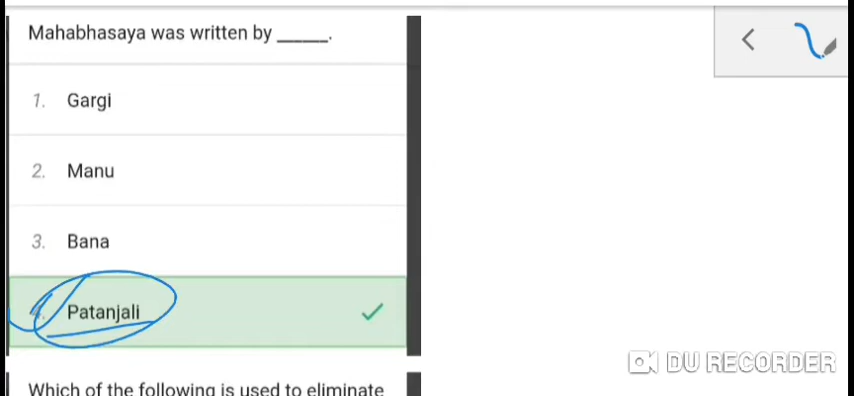 Mahabhasaya was written by ______.
1. Gargi
2. Manu
3. Bana
4. Patanjali
Which of the following is used to eliminate
DU RECORDER